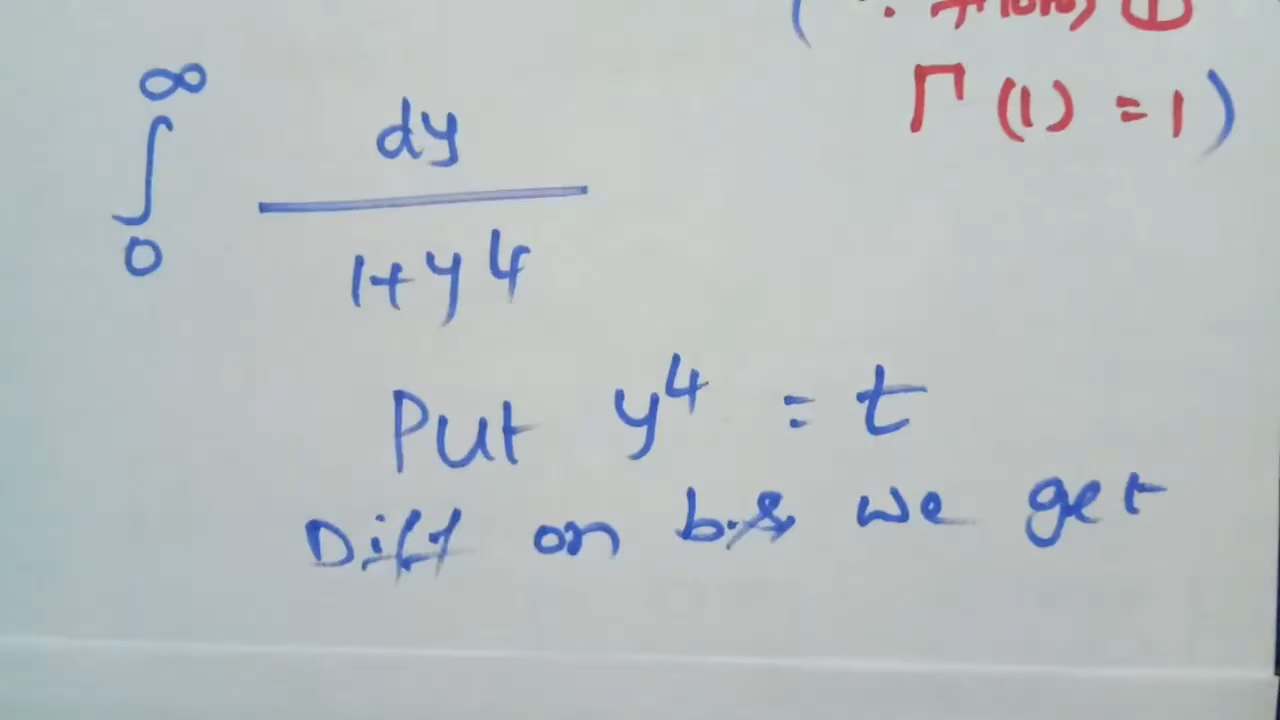 Γ(1) = 1)
∞
∫
0
dy
1+y4
Put y⁴ = t
Diff on b.s we get